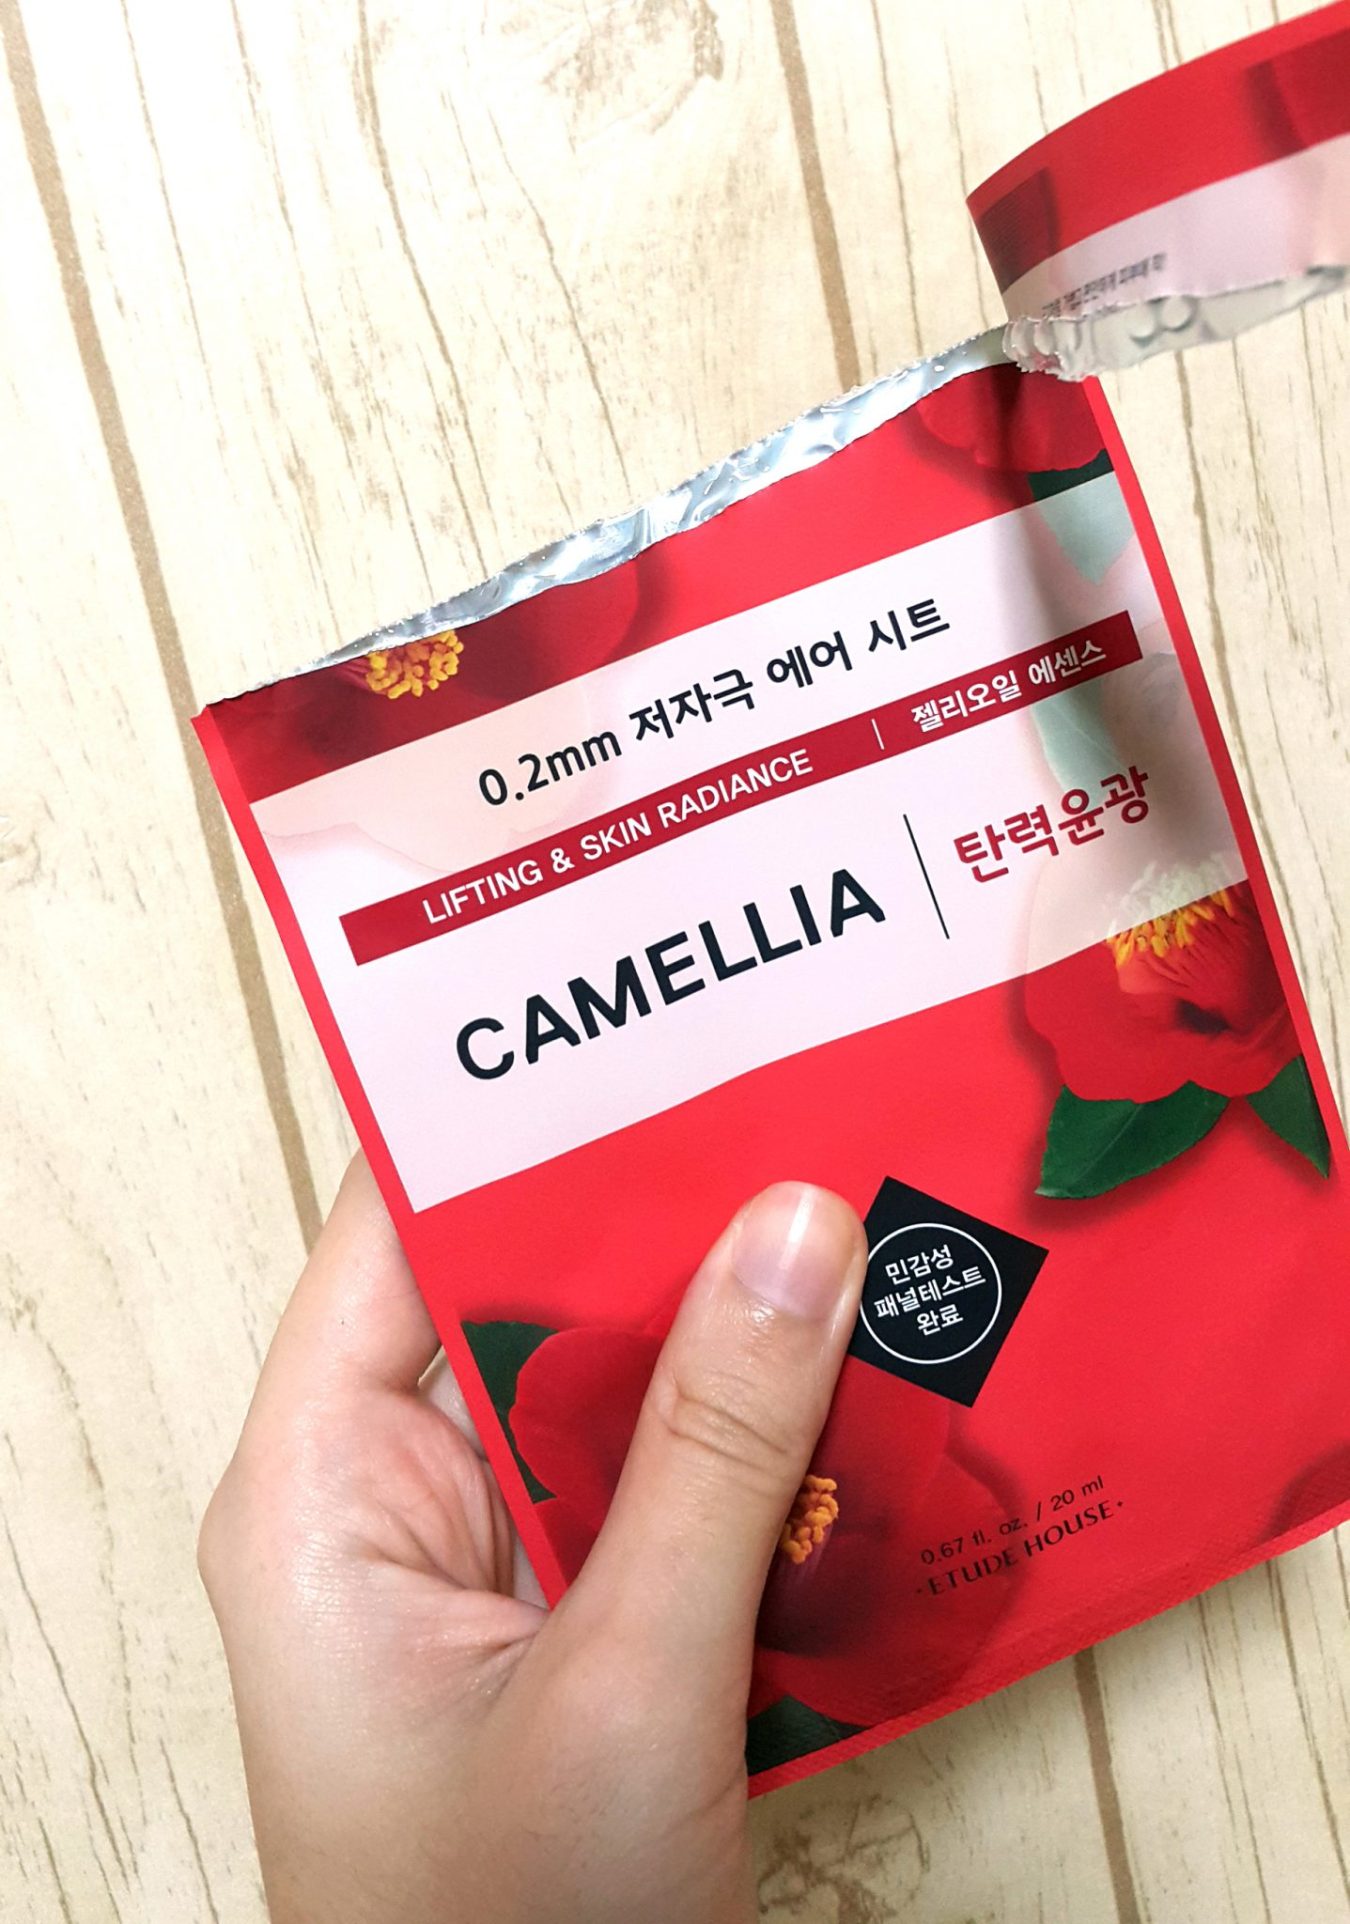 0.2mm 저자극 에어 시트
LIFTING & SKIN RADIANCE | 젤리오일 에센스
CAMELLIA | 탄력윤광
민감성
패널테스트
완료
0.67 fl. oz. / 20 ml
·ETUDE HOUSE·